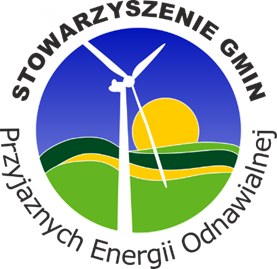 STOWARZYSZENIE GMIN
Przyjaznych Energii Odnawialnej